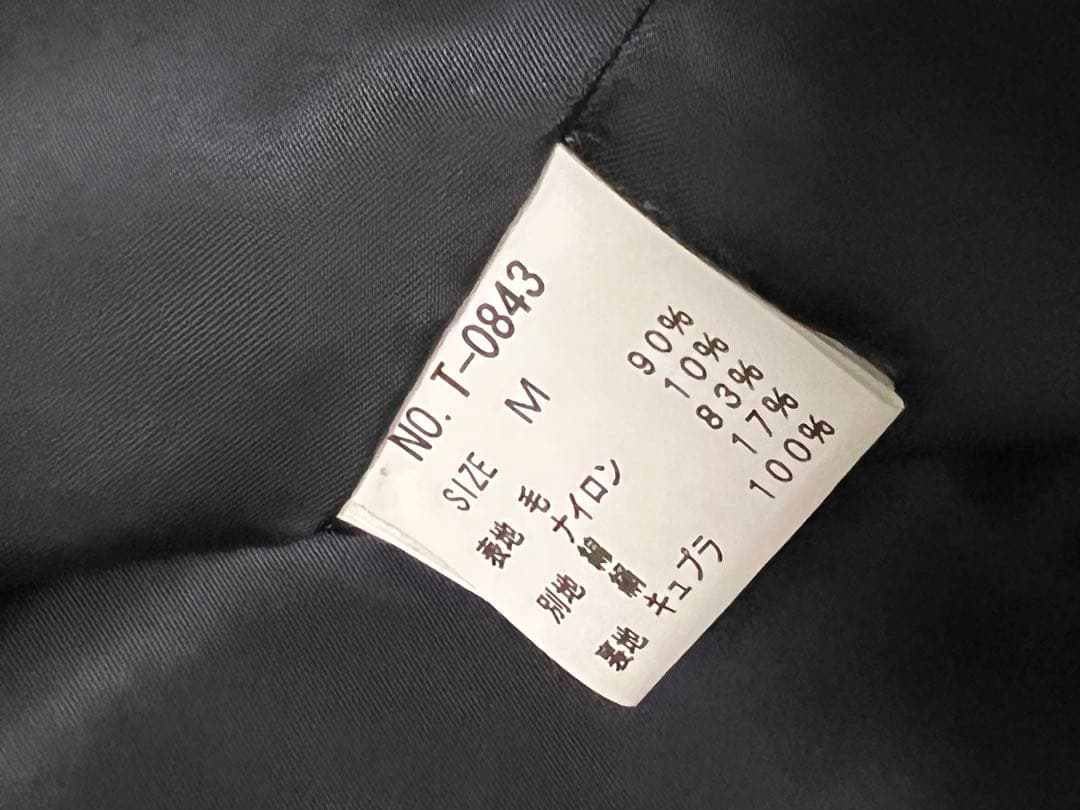 NO. T-0843
SIZE M
表地 毛 90%
ナイロン 10%
別地 83%
17%
裏地 キュプラ 100%